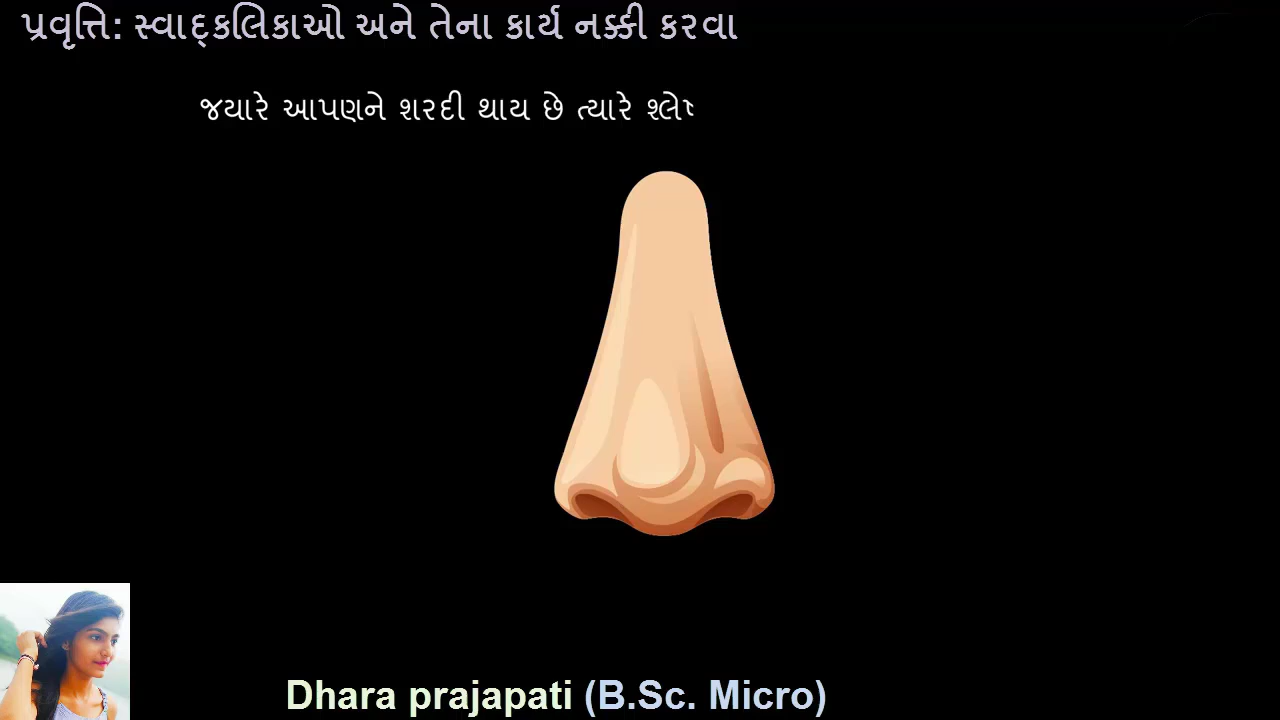 પ્રવૃત્તિ: સ્વાદ્કલિકાઓ અને તેના કાર્ય નક્કી કરવા
જયારે આપણને શરદી થાય છે ત્યારે શ્લેષ
Dhara prajapati (B.Sc. Micro)